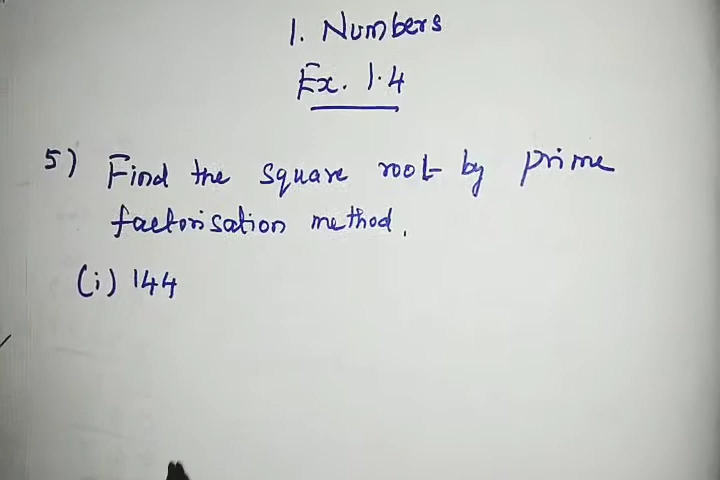 1. Numbers
Ex. 1.4
5) Find the square root by prime
factorisation method.
(i) 144